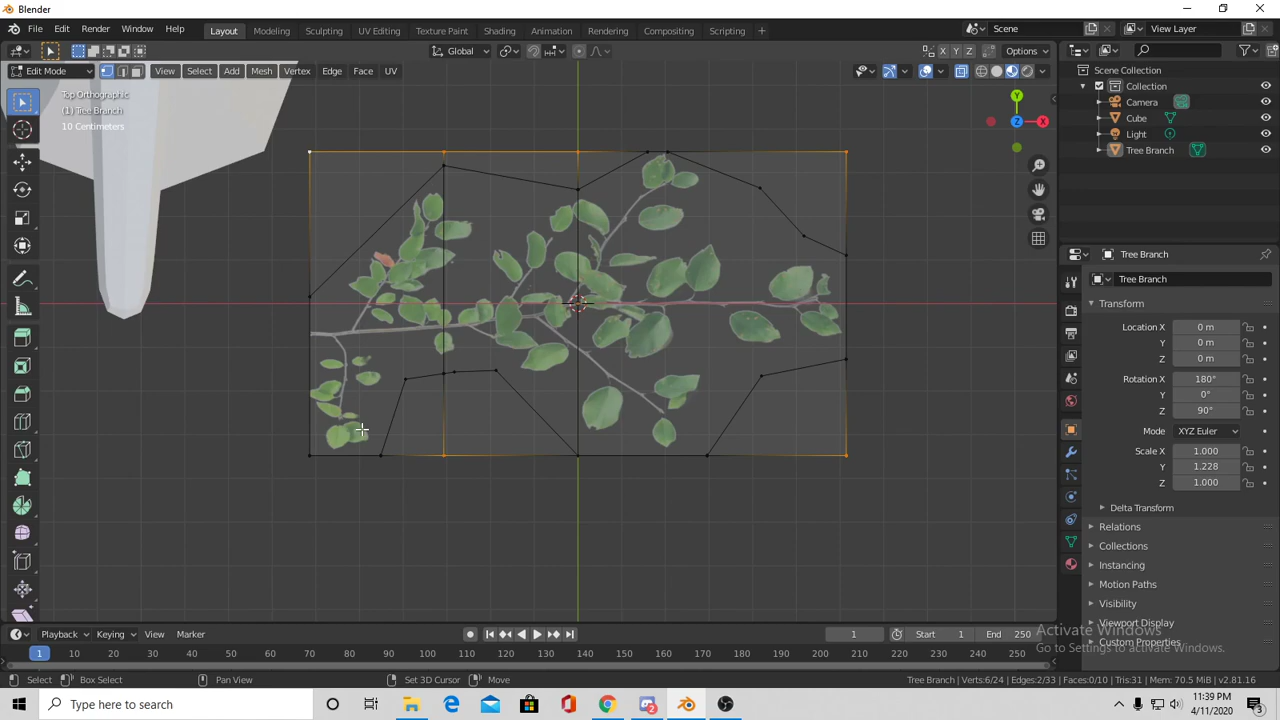 Blender
File Edit Render Window Help Layout Modeling Sculpting UV Editing Texture Paint Shading Animation Rendering Compositing Scripting + Scene View Layer
Global Options
Edit Mode View Select Add Mesh Vertex Edge Face UV X Y Z
Top Orthographic
(1) Tree Branch
10 Centimeters
Y
Z X
Scene Collection
Collection
Camera
Cube
Light
Tree Branch
Tree Branch
Tree Branch
Transform
Location X 0 m
Y 0 m
Z 0 m
Rotation X 180°
Y 0°
Z 90°
Mode XYZ Euler
Scale X 1.000
Y 1.228
Z 1.000
Delta Transform
Relations
Collections
Instancing
Motion Paths
Visibility
Viewport Display
Custom Properties
Activate Windows
Go to Settings to activate Windows.
Playback Keying View Marker 1 Start 1 End 250
1 10 20 30 40 50 60 70 80 90 100 110 120 130 140 150 160 170 180 190 200 210 220 230 240 250
Select Box Select Pan View Set 3D Cursor Move Tree Branch | Verts:6/24 | Edges:2/33 | Faces:0/10 | Tris:31 | Mem: 70.5 MiB | v2.81.16
Type here to search 2 11:39 PM
4/11/2020 3